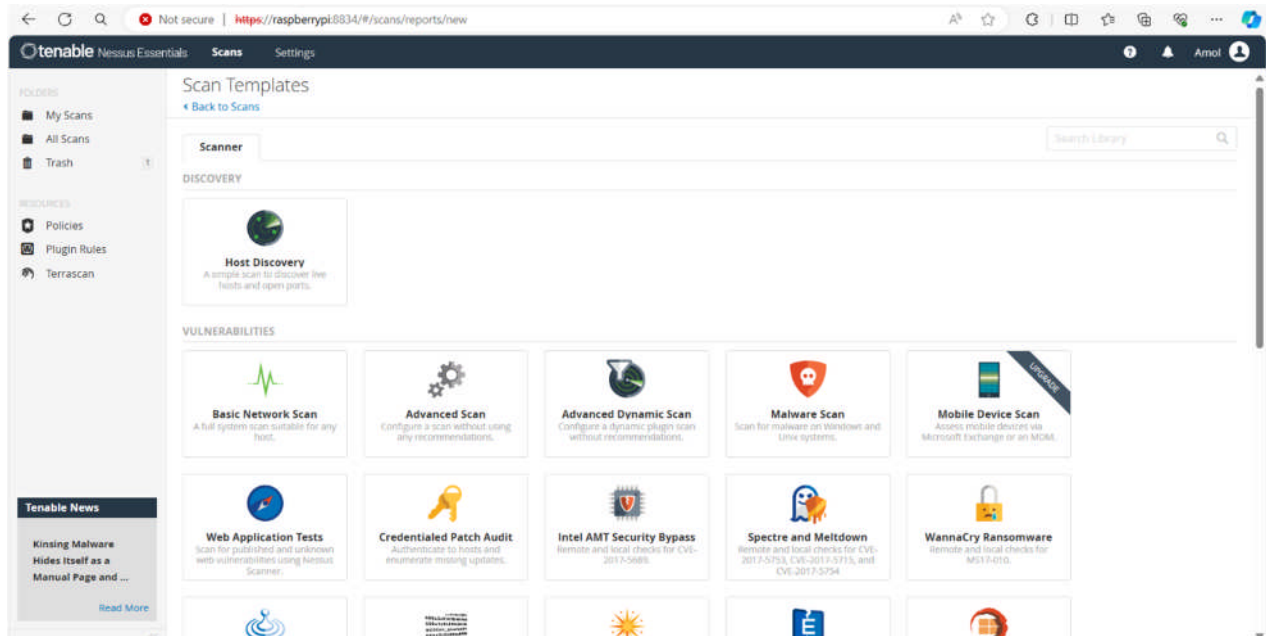 Not secure | https://raspberrypi:8834/#/scans/reports/new
tenable Nessus Essentials Scans Settings Amol
FOLDERS
My Scans
All Scans
Trash 1
RESOURCES
Policies
Plugin Rules
Terrascan
Tenable News
Kinsing Malware
Hides Itself as a
Manual Page and ...
Read More
Scan Templates
Back to Scans
Scanner
Search Library
DISCOVERY
Host Discovery
A simple scan to discover live
hosts and open ports.
VULNERABILITIES
Basic Network Scan
A full system scan suitable for any
host.
Advanced Scan
Configure a scan without using
any recommendations.
Advanced Dynamic Scan
Configure a dynamic plugin scan
without recommendations.
Malware Scan
Scan for malware on Windows and
Unix systems.
UPGRADE
Mobile Device Scan
Assess mobile devices via
Microsoft Exchange or an MDM.
Web Application Tests
Scan for published and unknown
web vulnerabilities using Nessus
Scanner.
Credentialed Patch Audit
Authenticate to hosts and
enumerate missing updates.
Intel AMT Security Bypass
Remote and local checks for CVE-
2017-5689.
Spectre and Meltdown
Remote and local checks for CVE-
2017-5753, CVE-2017-5715, and
CVE-2017-5754
WannaCry Ransomware
Remote and local checks for
MS17-010.